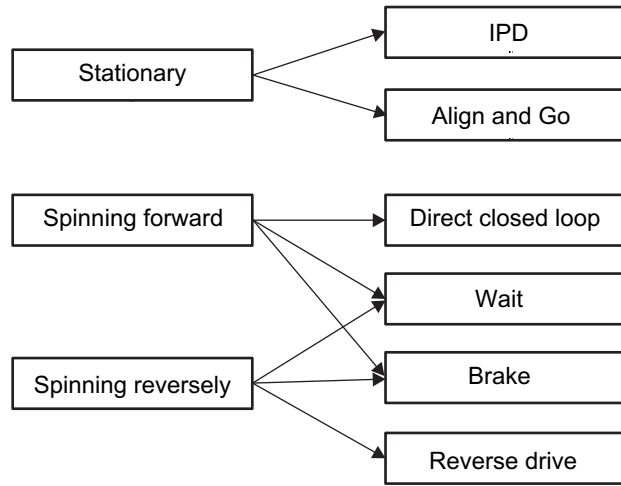 IPD
Stationary
Align and Go
Spinning forward
Direct closed loop
Wait
Spinning reversely
Brake
Reverse drive